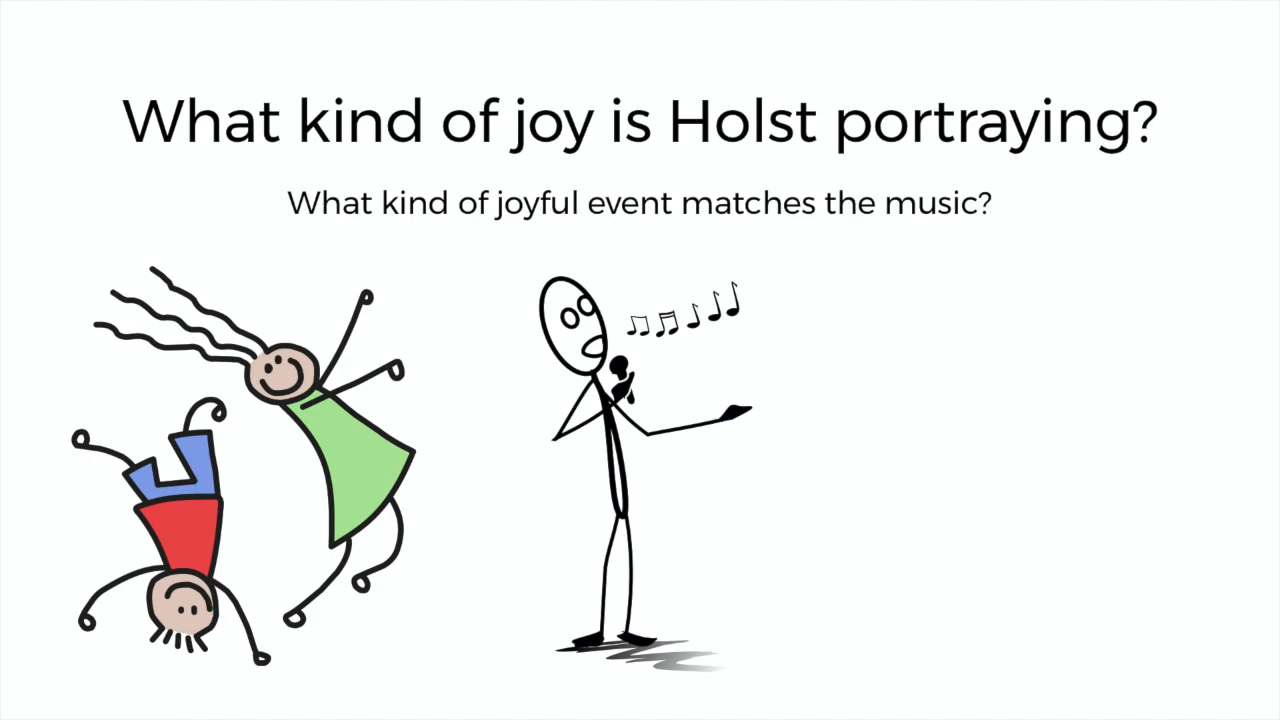 What kind of joy is Holst portraying?
What kind of joyful event matches the music?